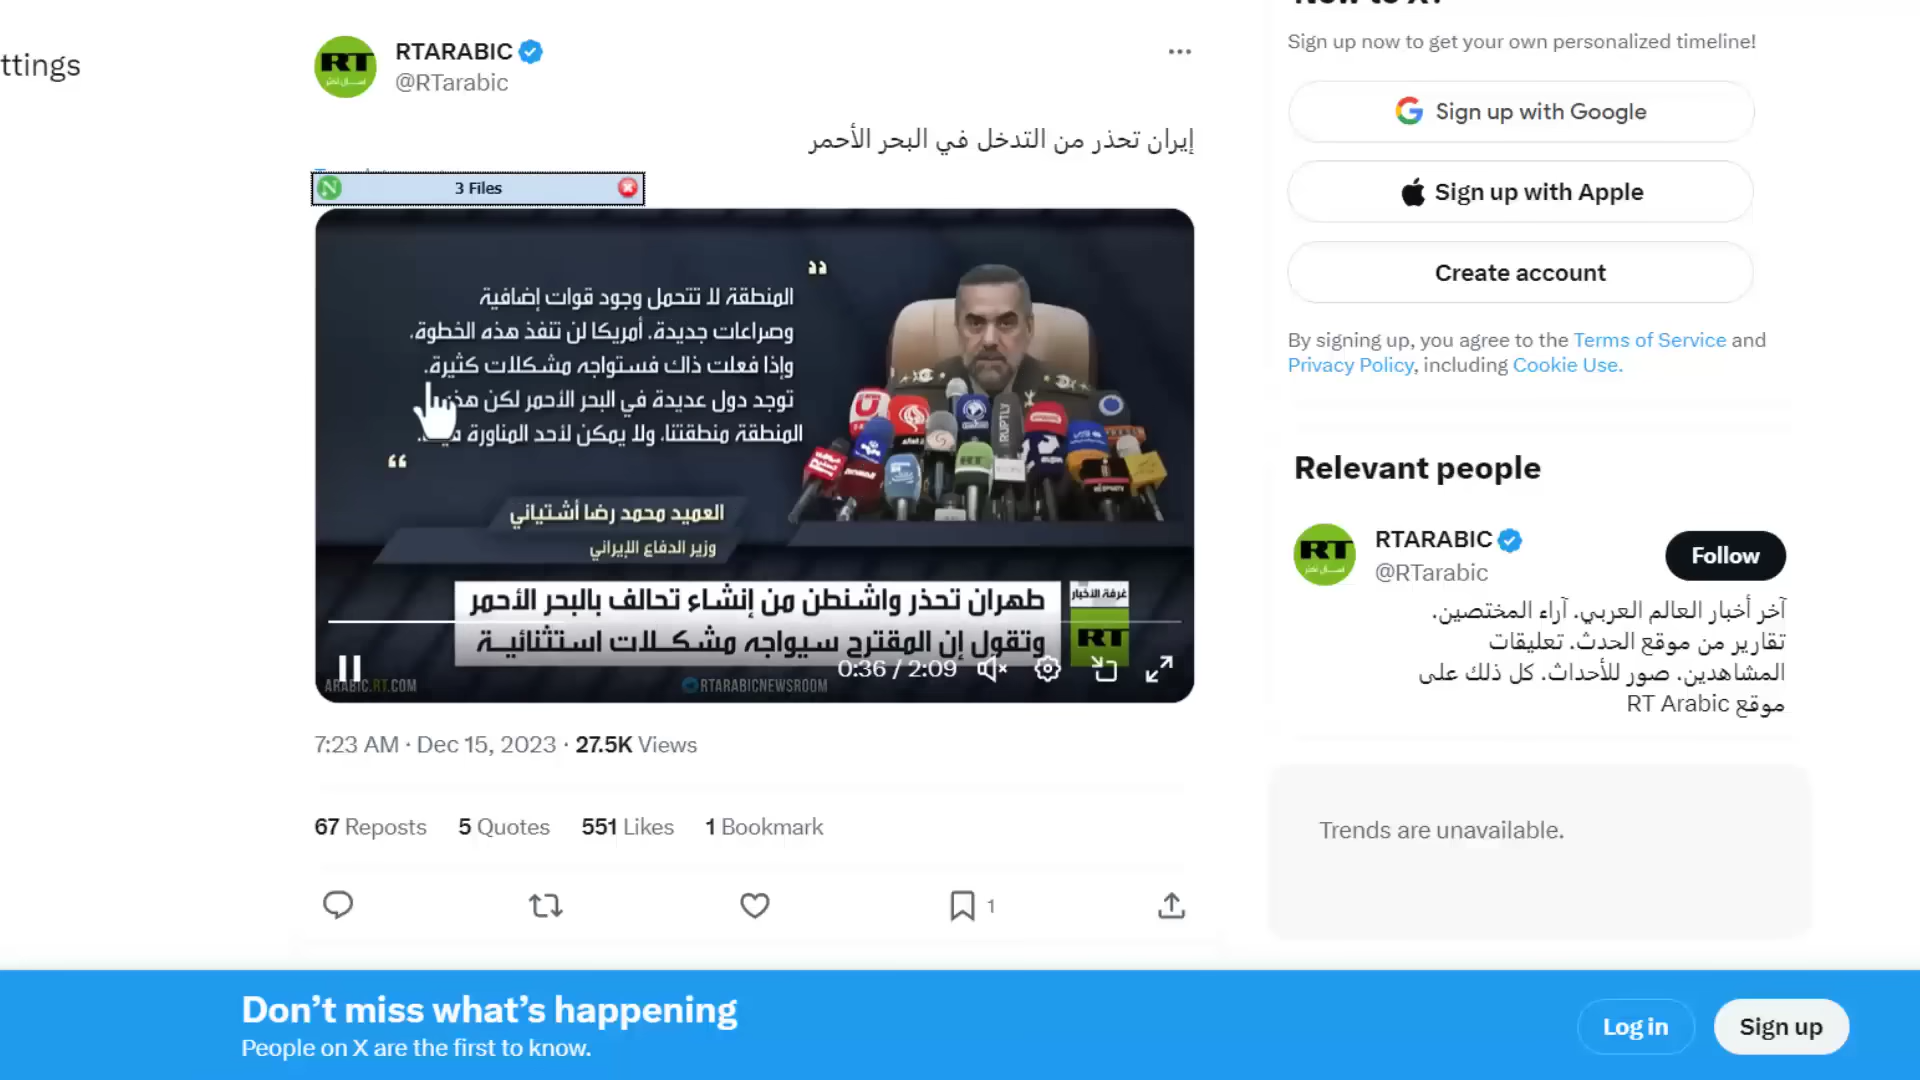 ttings
RTARABIC
@RTarabic
إيران تحذر من التدخل في البحر الأحمر
3 Files
المنطقة لا تتحمل وجود قوات إضافية
وصراعات جديدة. أمريكا لن تنفذ هذه الخطوة.
وإذا فعلت ذاك فستواجه مشكلات كثيرة.
توجد دول عديدة في البحر الأحمر لكن هذه
المنطقة منطقتنا، ولا يمكن لأحد المناورة
العميد محمد رضا أشتياني
وزير الدفاع الإيراني
RUPTLY
طهران تحذر واشنطن من إنشاء تحالف بالبحر الأحمر
وتقول إن المقترح سيواجه مشكلات استثنائية
غرفة الأخبار
RT
0:36 / 2:09
ARABIC.RT.COM
RTARABICNEWSROOM
7:23 AM · Dec 15, 2023 · 27.5K Views
67 Reposts 5 Quotes 551 Likes 1 Bookmark
1
Sign up now to get your own personalized timeline!
Sign up with Google
Sign up with Apple
Create account
By signing up, you agree to the Terms of Service and
Privacy Policy, including Cookie Use.
Relevant people
RT
RTARABIC
@RTarabic
Follow
آخر أخبار العالم العربي. آراء المختصين.
تقارير من موقع الحدث. تعليقات
المشاهدين. صور للأحداث. كل ذلك على
موقع RT Arabic
Trends are unavailable.
Don't miss what's happening
People on X are the first to know.
Log in
Sign up